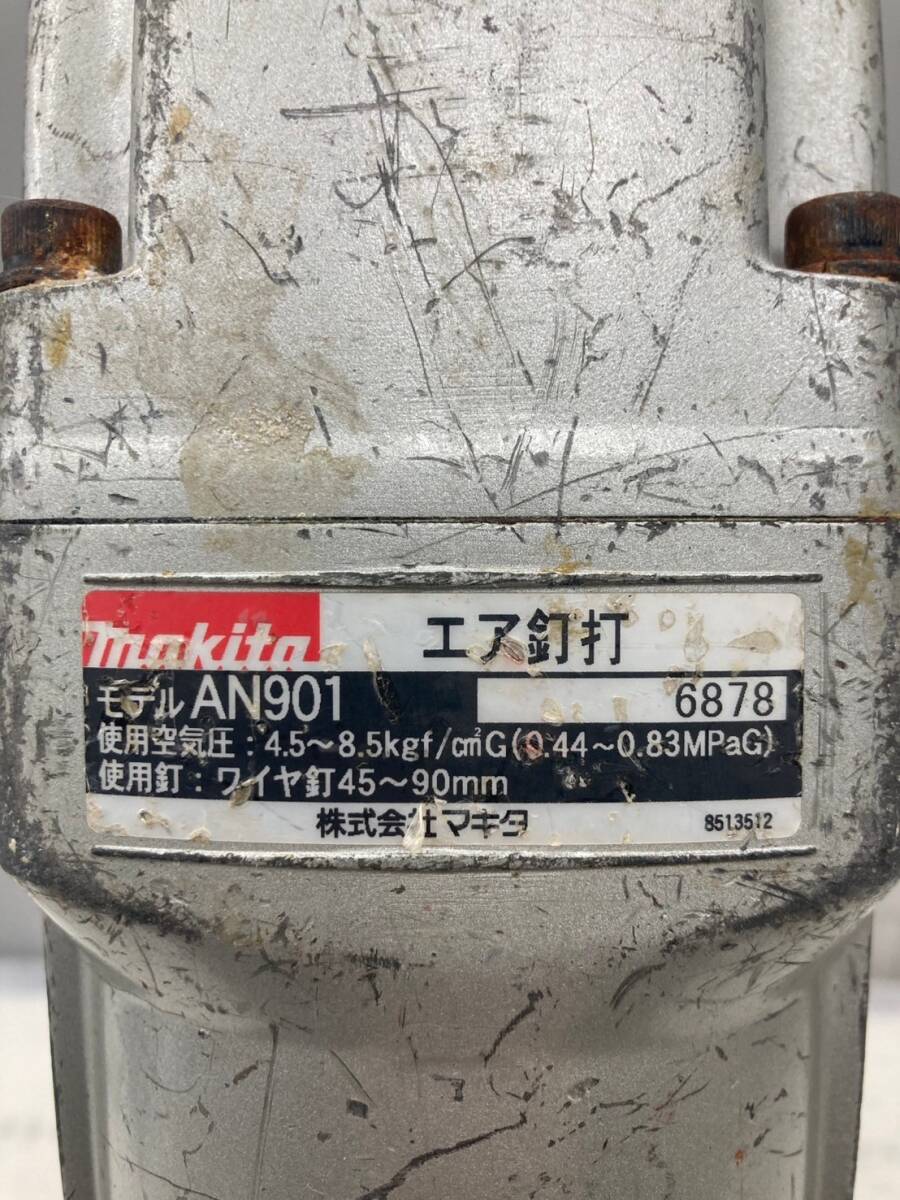 makita
エア釘打
モデル AN901 6878
使用空気圧：4.5～8.5kgf/c㎡G(0.44～0.83MPaG)
使用釘：ワイヤ釘45～90mm
株式会社マキタ 8513512